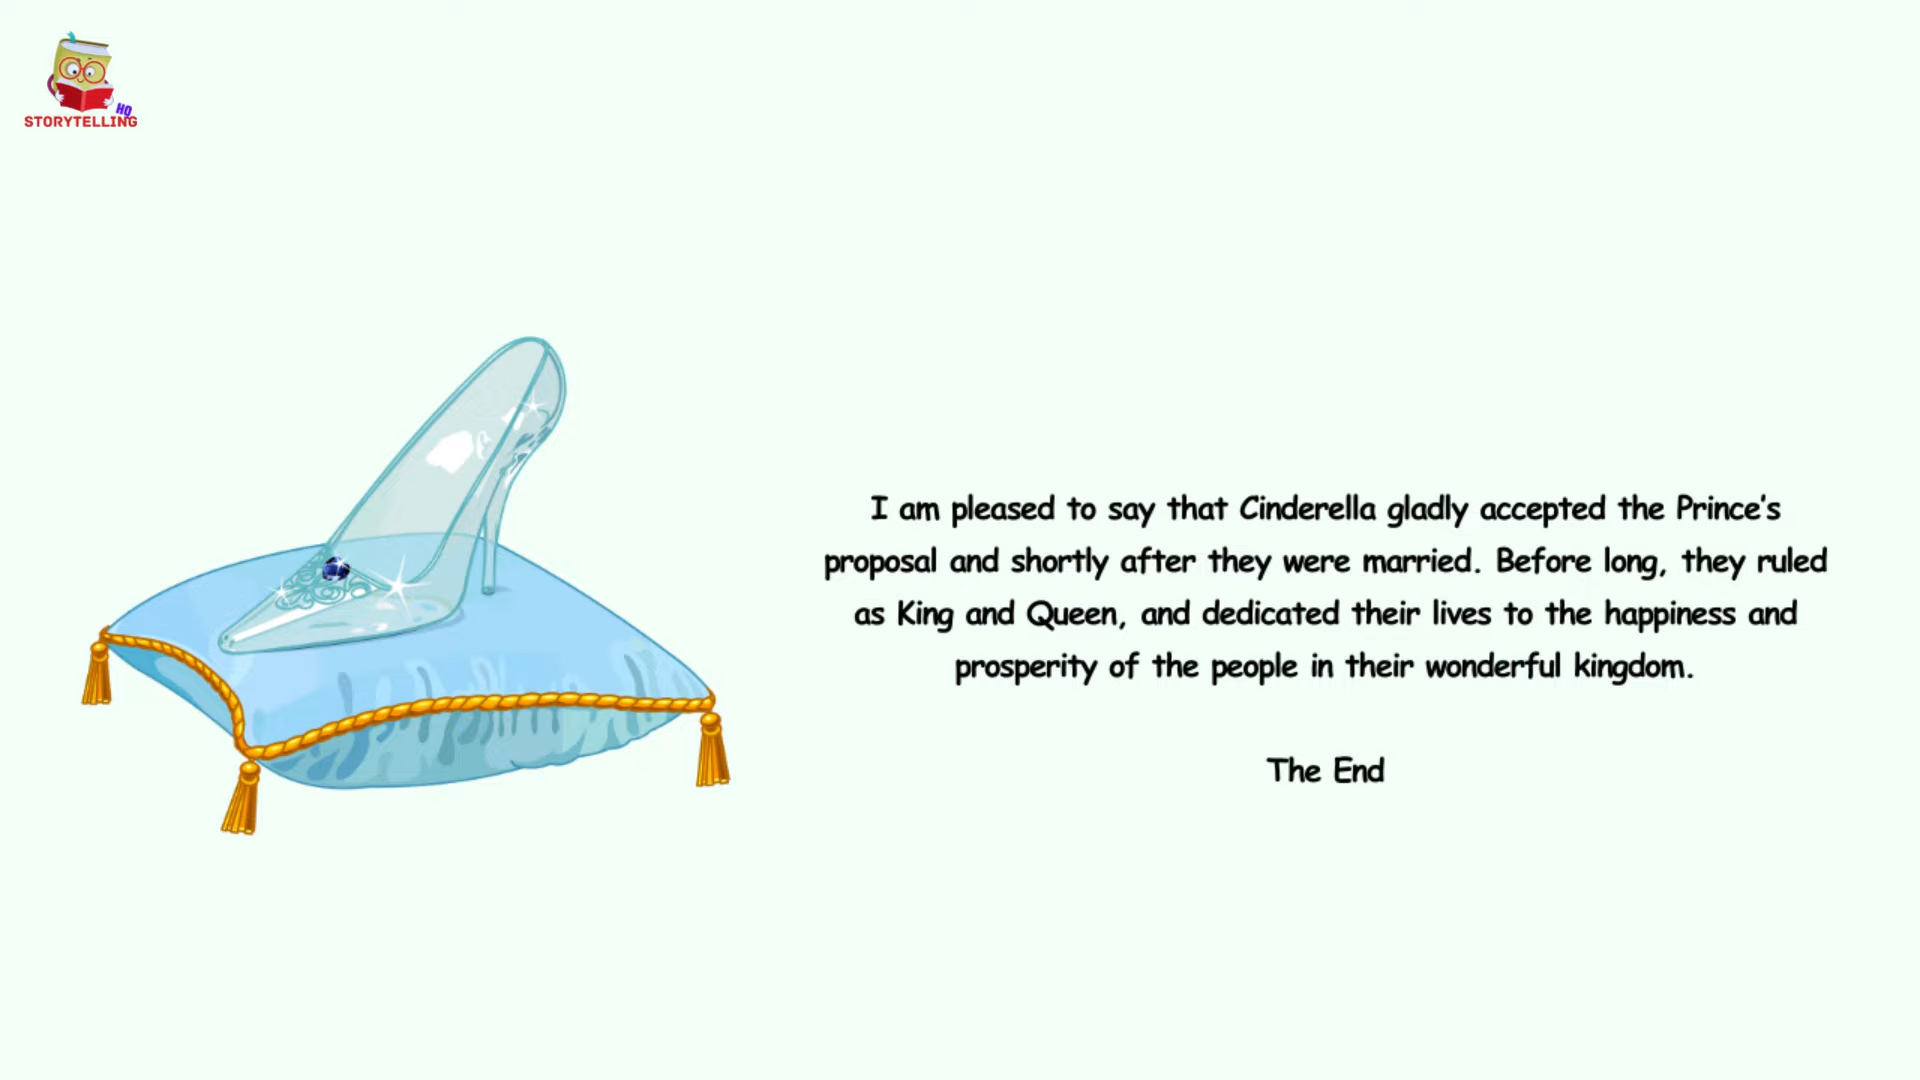 HQ
STORYTELLING
I am pleased to say that Cinderella gladly accepted the Prince's
proposal and shortly after they were married. Before long, they ruled
as King and Queen, and dedicated their lives to the happiness and
prosperity of the people in their wonderful kingdom.
The End